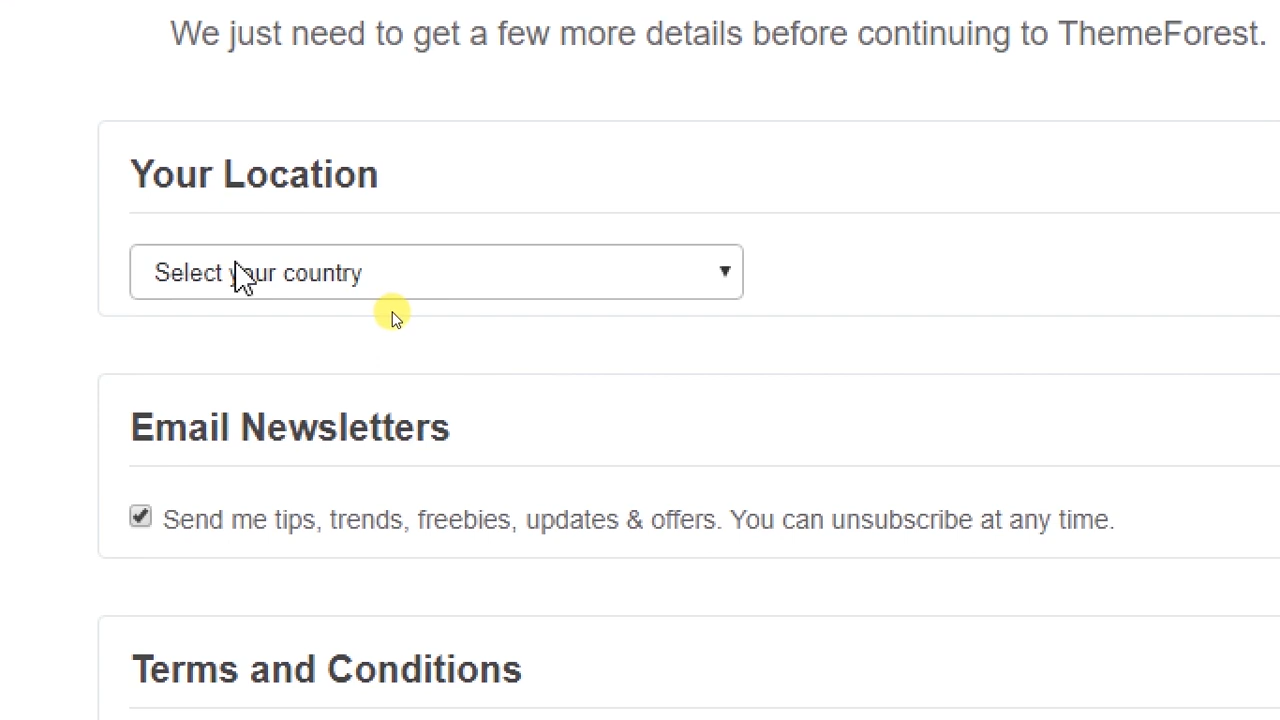 We just need to get a few more details before continuing to ThemeForest.
Your Location
Select your country
Email Newsletters
Send me tips, trends, freebies, updates & offers. You can unsubscribe at any time.
Terms and Conditions